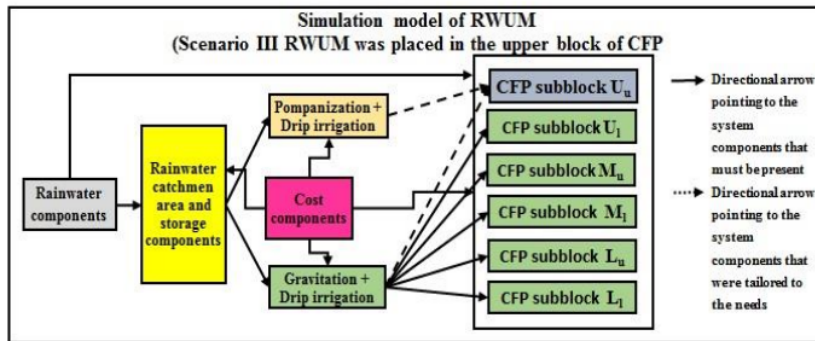 Simulation model of RWUM
(Scenario III RWUM was placed in the upper block of CFP
Rainwater
components
Rainwater
catchmen
area and
storage
components
Pompanization +
Drip irrigation
Cost
components
Gravitation +
Drip irrigation
CFP subblock Uu
CFP subblock Ul
CFP subblock Mu
CFP subblock Ml
CFP subblock Lu
CFP subblock Ll
Directional arrow
pointing to the
system
components that
must be present
Directional arrow
pointing to the
system
components that
were tailored to
the needs